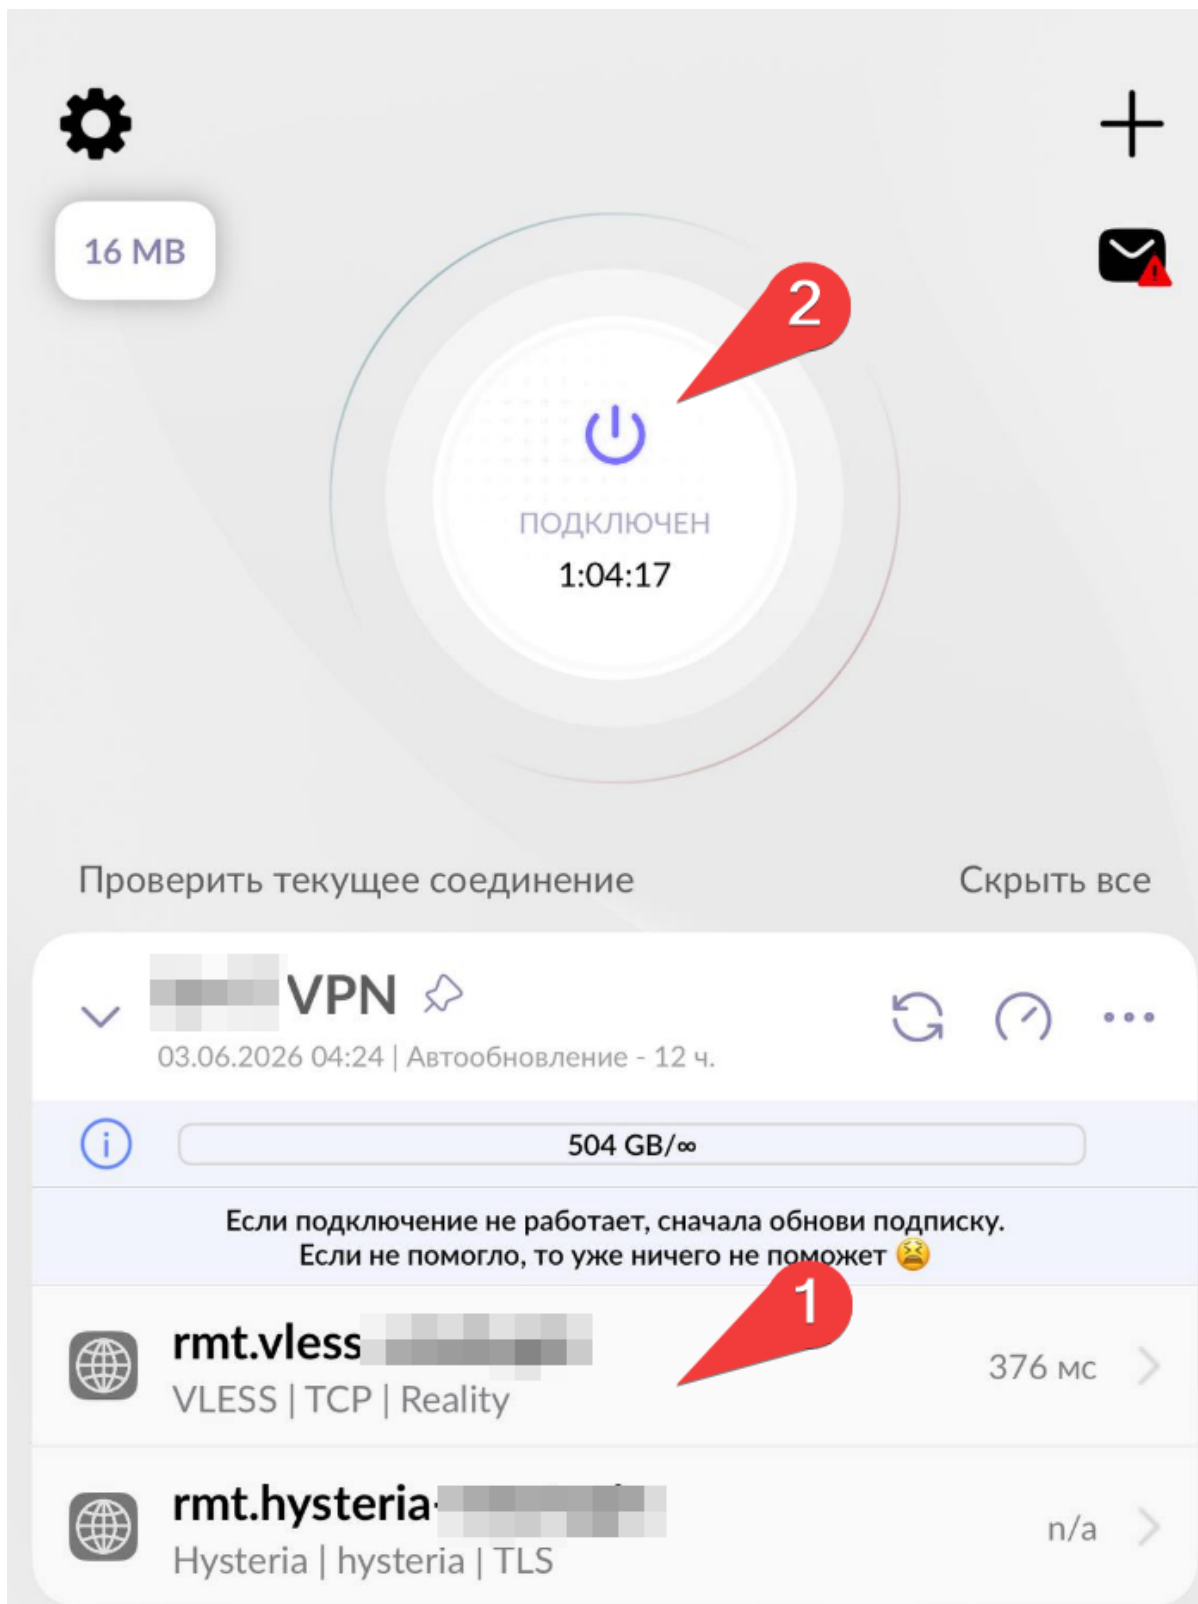 16 MB
2
ПОДКЛЮЧЕН
1:04:17
Проверить текущее соединение
Скрыть все
VPN
03.06.2026 04:24 | Автообновление - 12 ч.
504 GB/∞
Если подключение не работает, сначала обнови подписку.
Если не помогло, то уже ничего не поможет 😫
1
rmt.vless
376 мс
VLESS | TCP | Reality
rmt.hysteria-
n/a
Hysteria | hysteria | TLS